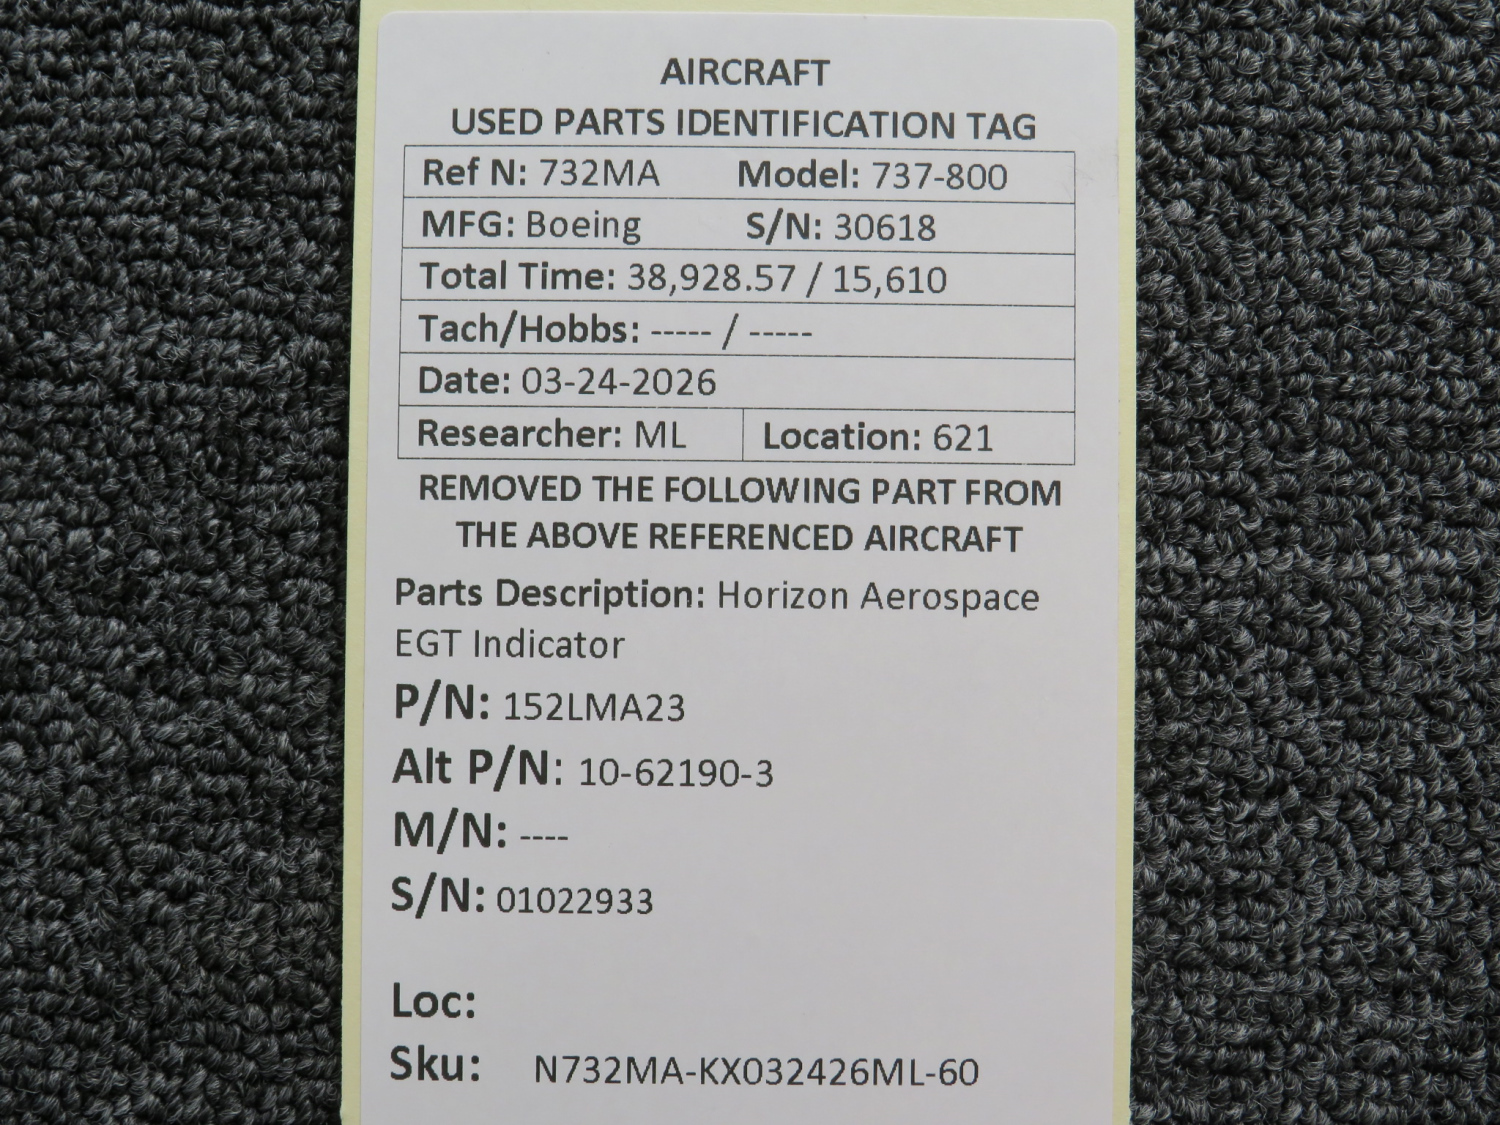 AIRCRAFT
USED PARTS IDENTIFICATION TAG
Ref N: 732MA Model: 737-800
MFG: Boeing S/N: 30618
Total Time: 38,928.57 / 15,610
Tach/Hobbs: ----- / -----
Date: 03-24-2026
Researcher: ML Location: 621
REMOVED THE FOLLOWING PART FROM
THE ABOVE REFERENCED AIRCRAFT
Parts Description: Horizon Aerospace
EGT Indicator
P/N: 152LMA23
Alt P/N: 10-62190-3
M/N: ----
S/N: 01022933
Loc:
Sku: N732MA-KX032426ML-60